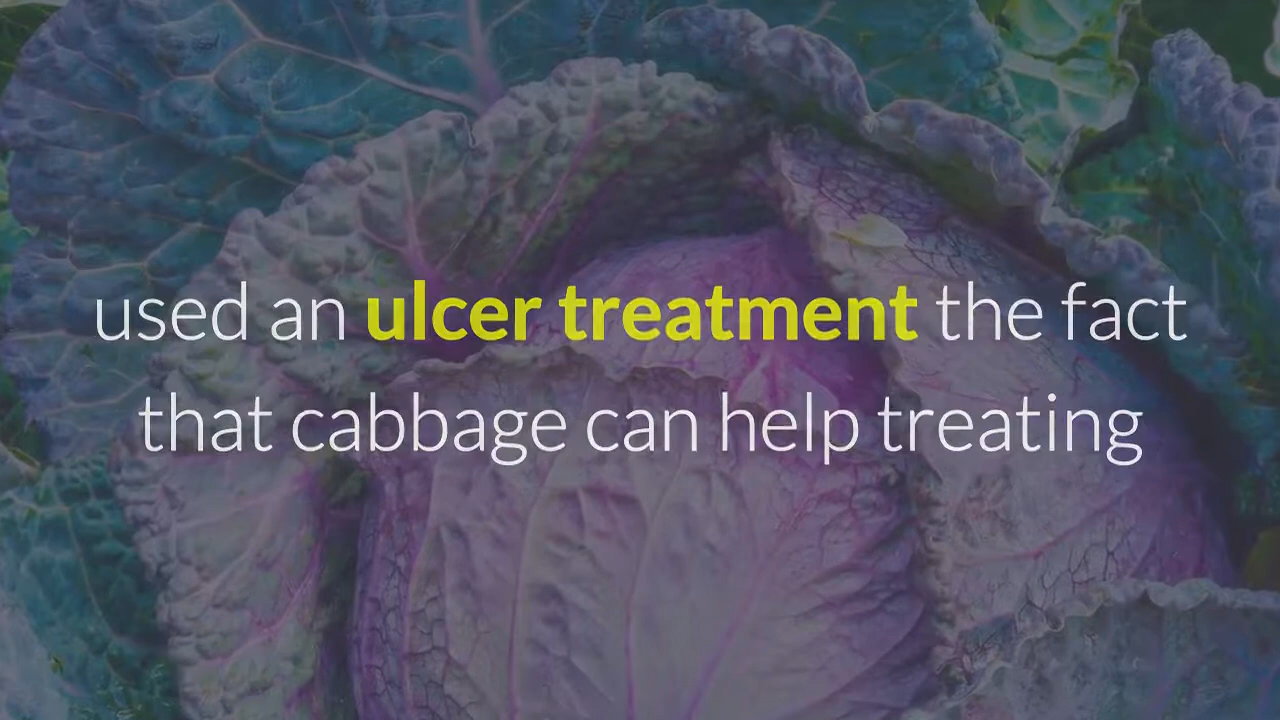 used an ulcer treatment the fact
that cabbage can help treating